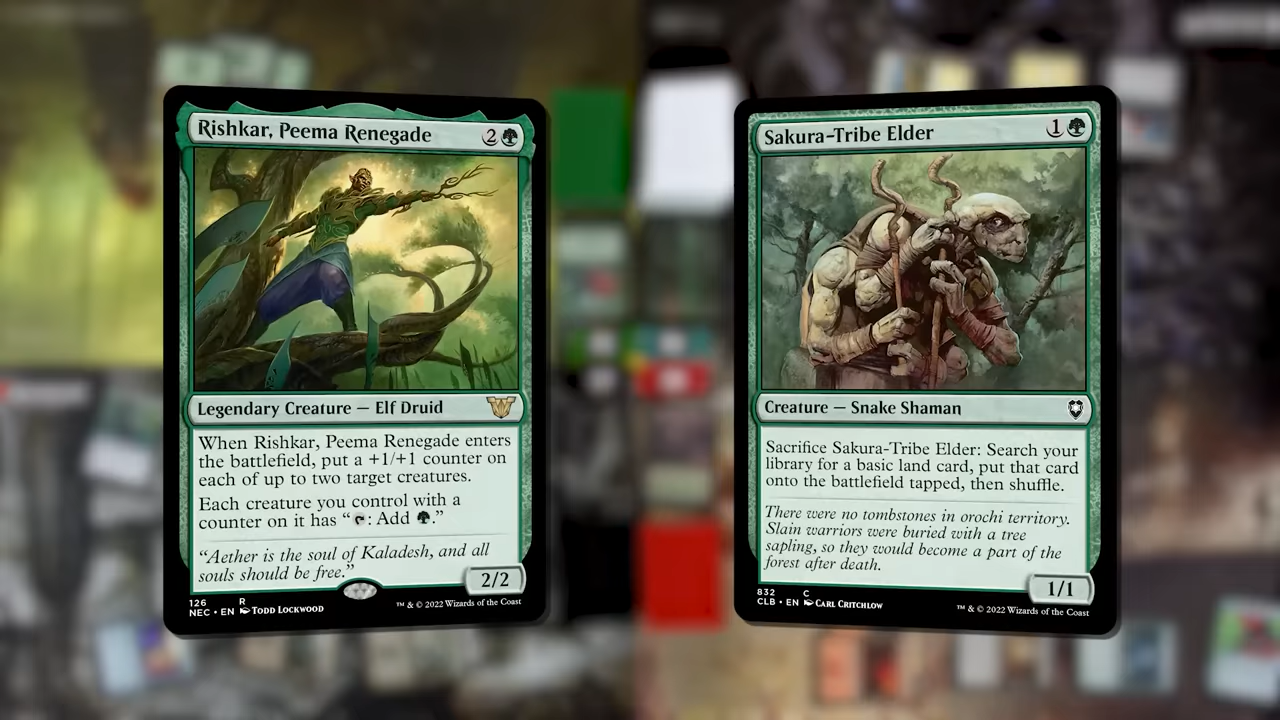 Rishkar, Peema Renegade 2
Legendary Creature — Elf Druid
When Rishkar, Peema Renegade enters
the battlefield, put a +1/+1 counter on
each of up to two target creatures.
Each creature you control with a
counter on it has “: Add .”
“Aether is the soul of Kaladesh, and all
souls should be free.”
2/2
126 R
NEC • EN Todd Lockwood
™ & © 2022 Wizards of the Coast
Sakura-Tribe Elder 1
Creature — Snake Shaman
Sacrifice Sakura-Tribe Elder: Search your
library for a basic land card, put that card
onto the battlefield tapped, then shuffle.
There were no tombstones in orochi territory.
Slain warriors were buried with a tree
sapling, so they would become a part of the
forest after death.
1/1
832 C
CLB • EN Carl Critchlow
™ & © 2022 Wizards of the Coast